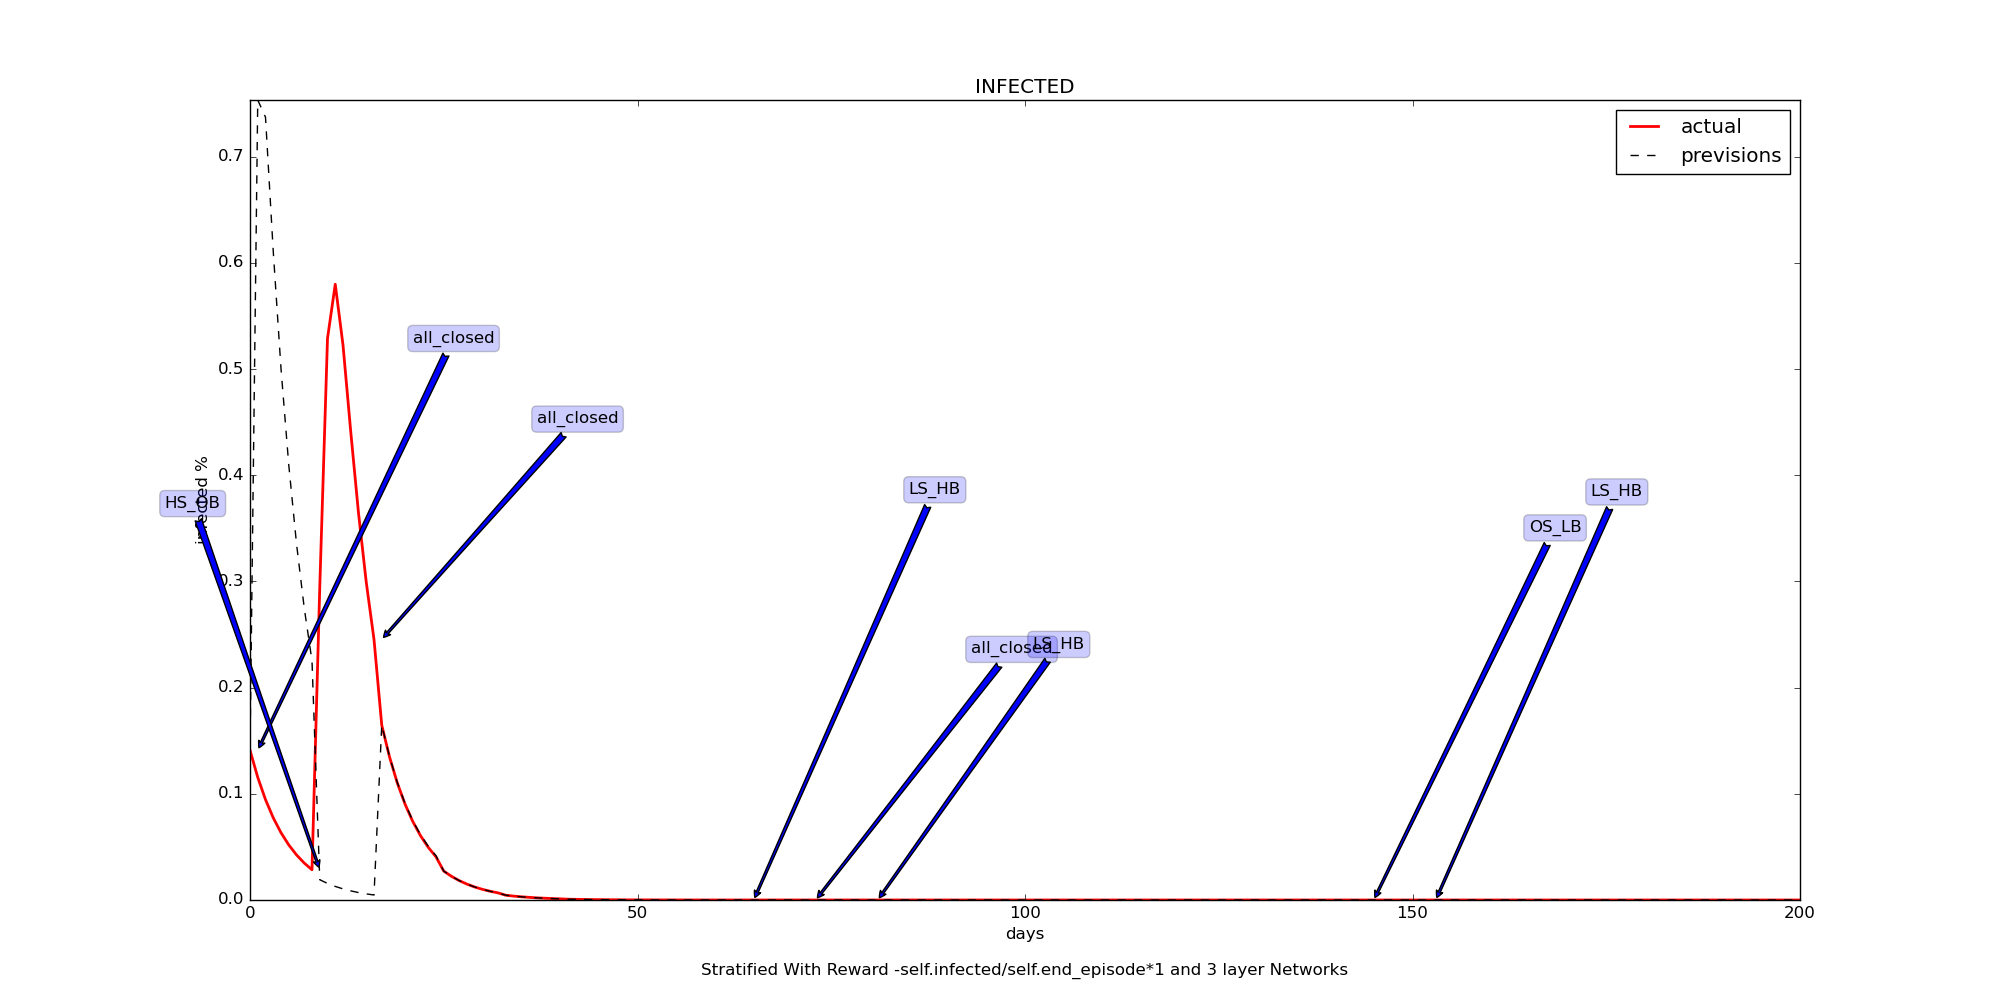 INFECTED
actual
previsions
0.7
0.6
0.5
0.4
0.3
0.2
0.1
0.0
infected %
all_closed
all_closed
HS_OB
LS_HB
LS_HB
OS_LB
all_closed
LS_HB
0
50
100
150
200
days
Stratified With Reward -self.infected/self.end_episode*1 and 3 layer Networks